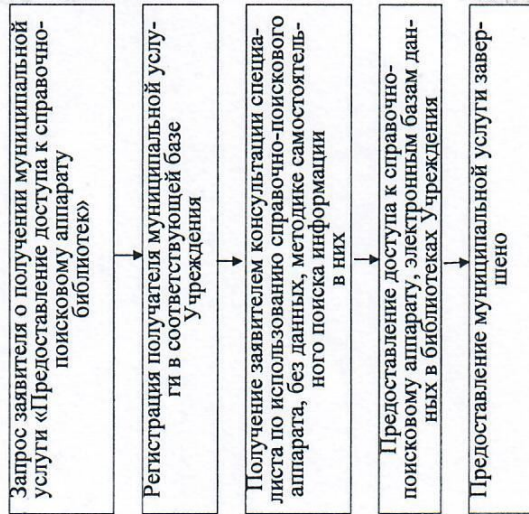 Запрос заявителя о получении муниципальной
услуги «Предоставление доступа к справочно-
поисковому аппарату
библиотек»
Регистрация получателя муниципальной услу-
ги в соответствующей базе
Учреждения
Получение заявителем консультации специа-
листа по использованию справочно-поискового
аппарата, без данных, методике самостоятель-
ного поиска информации
в них
Предоставление доступа к справочно-
поисковому аппарату, электронным базам дан-
ных в библиотеках Учреждения
Предоставление муниципальной услуги завер-
шено